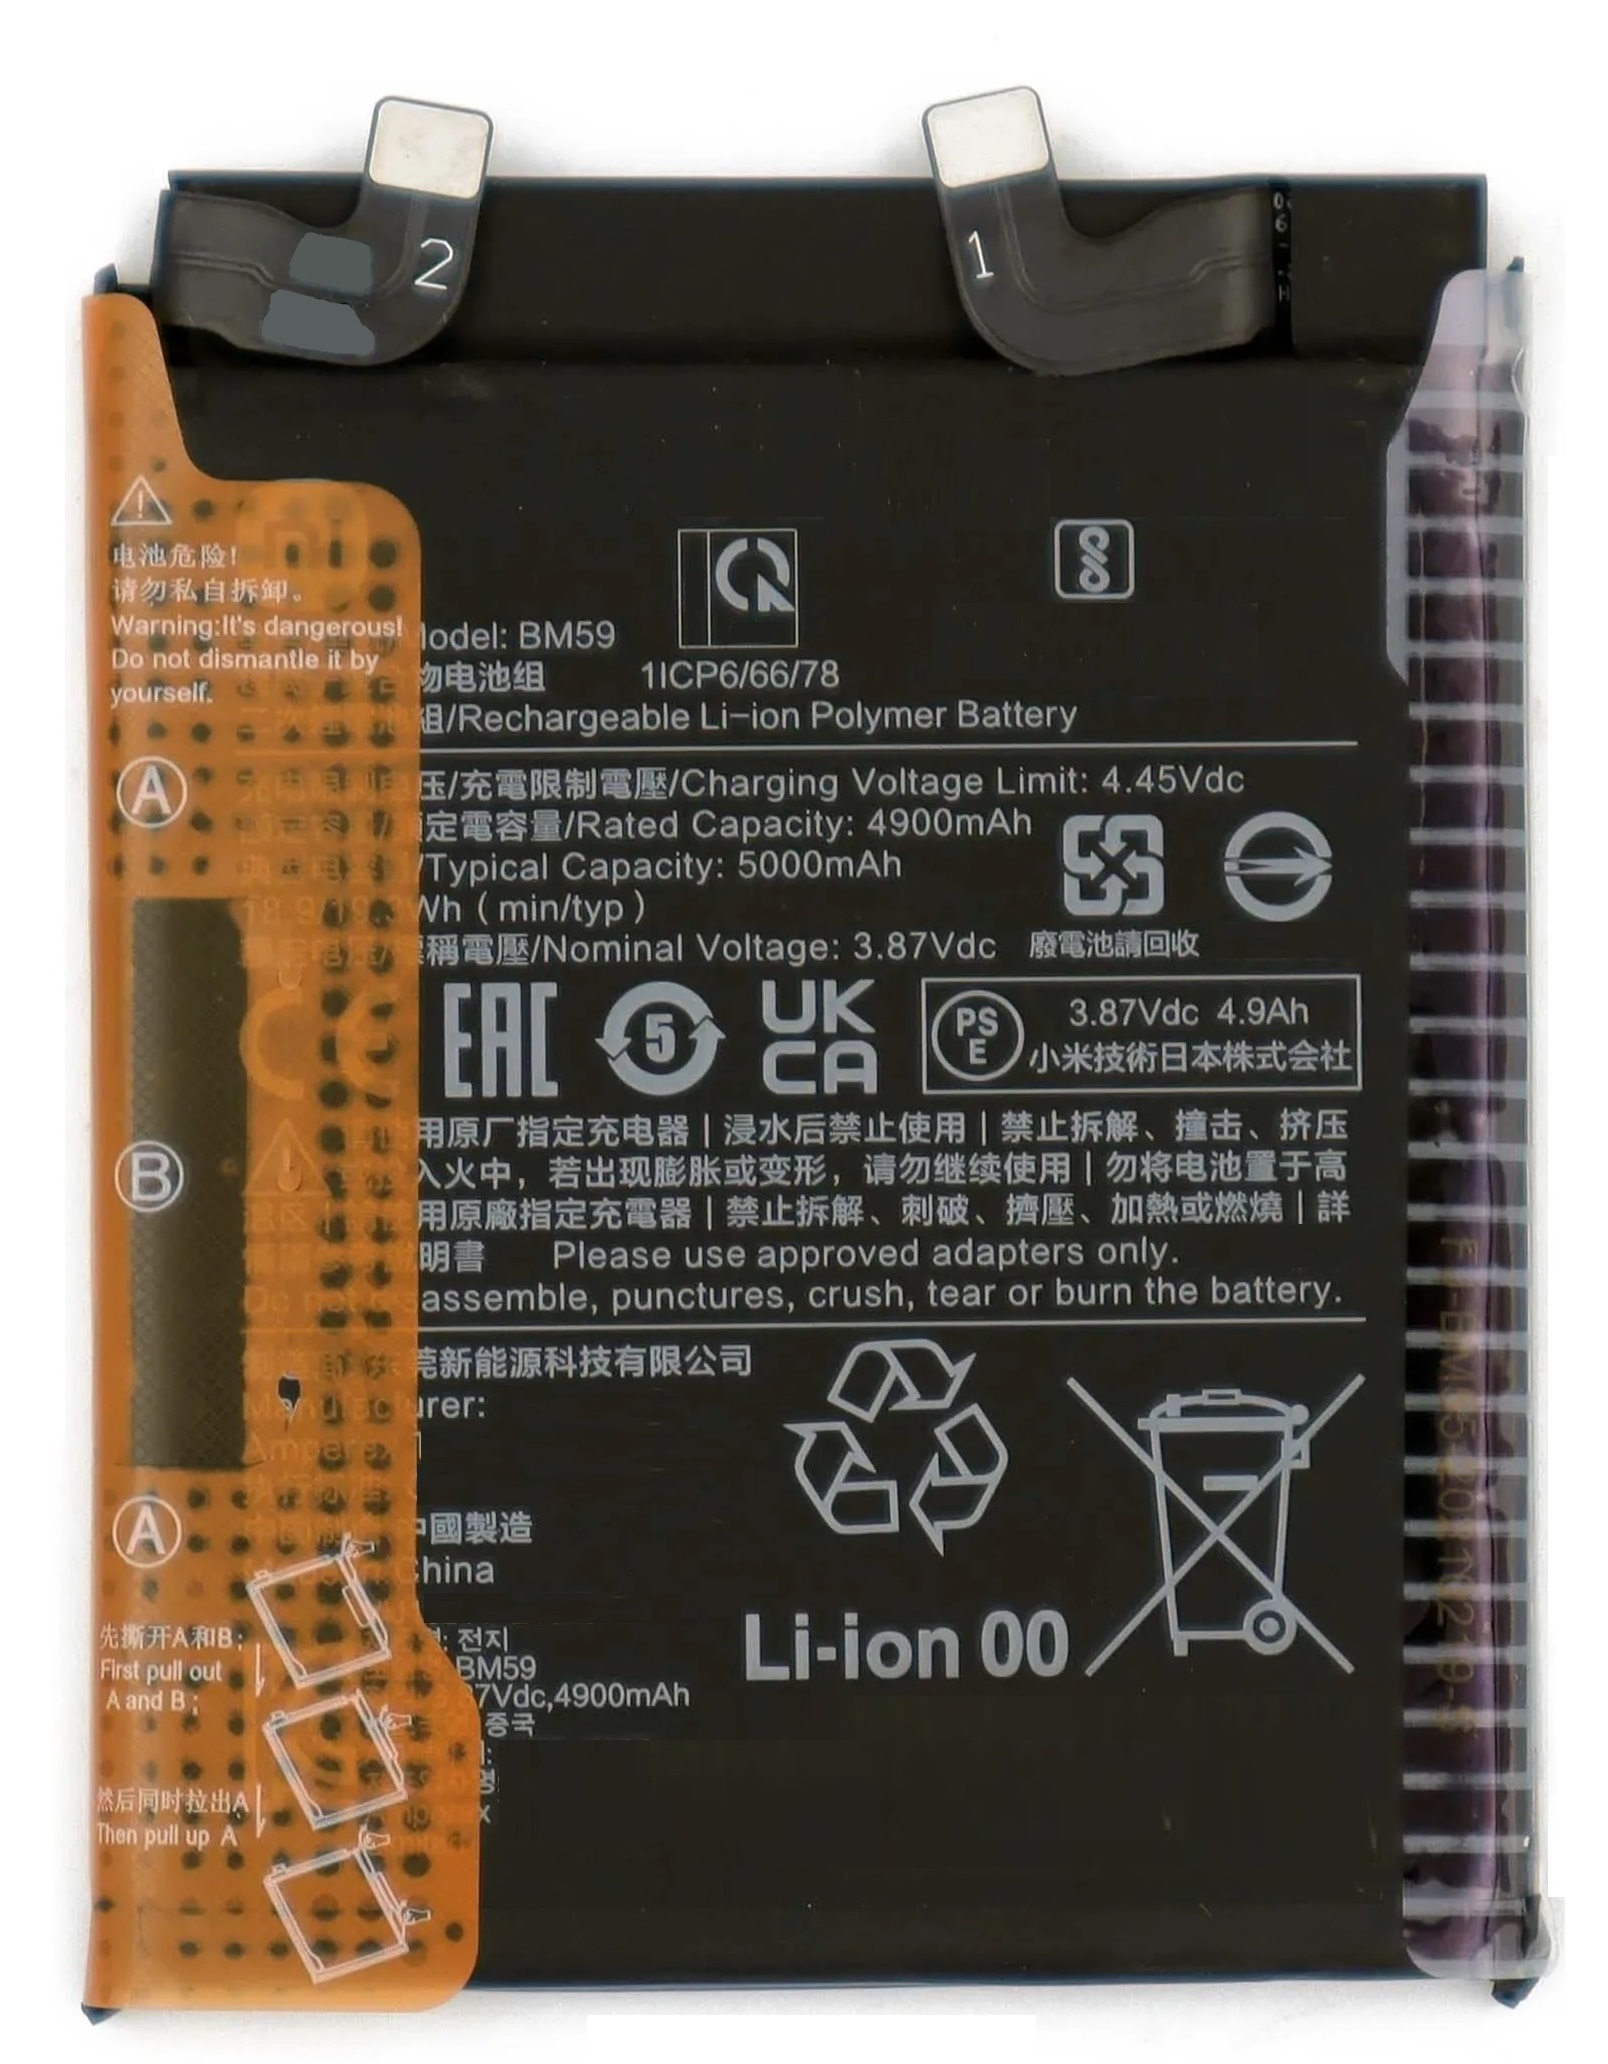 2
1
电池危险!
请勿私自拆卸。
Warning:It's dangerous!
Do not dismantle it by
yourself.
Model: BM59
物电池组 1ICP6/66/78
組/Rechargeable Li-ion Polymer Battery
A
压/充電限制電壓/Charging Voltage Limit: 4.45Vdc
定電容量/Rated Capacity: 4900mAh
/Typical Capacity: 5000mAh
Wh ( min/typ )
稱電壓/Nominal Voltage: 3.87Vdc
廢電池請回收
CE
EAC
5
UK
CA
PS
E
3.87Vdc 4.9Ah
小米技術日本株式会社
B
用原厂指定充电器 | 浸水后禁止使用 | 禁止拆解、撞击、挤压
入火中，若出现膨胀或变形，请勿继续使用 | 勿将电池置于高
用原廠指定充電器 | 禁止拆解、刺破、擠壓、加熱或燃燒 | 詳
明書 Please use approved adapters only.
assemble, punctures, crush, tear or burn the battery.
莞新能源科技有限公司
Manufacturer:
A
中國製造
China
先撕开A和B;
First pull out
A and B ;
: 전지
BM59
87Vdc,4900mAh
중국
Li-ion 00
然后同时拉出A
Then pull up A